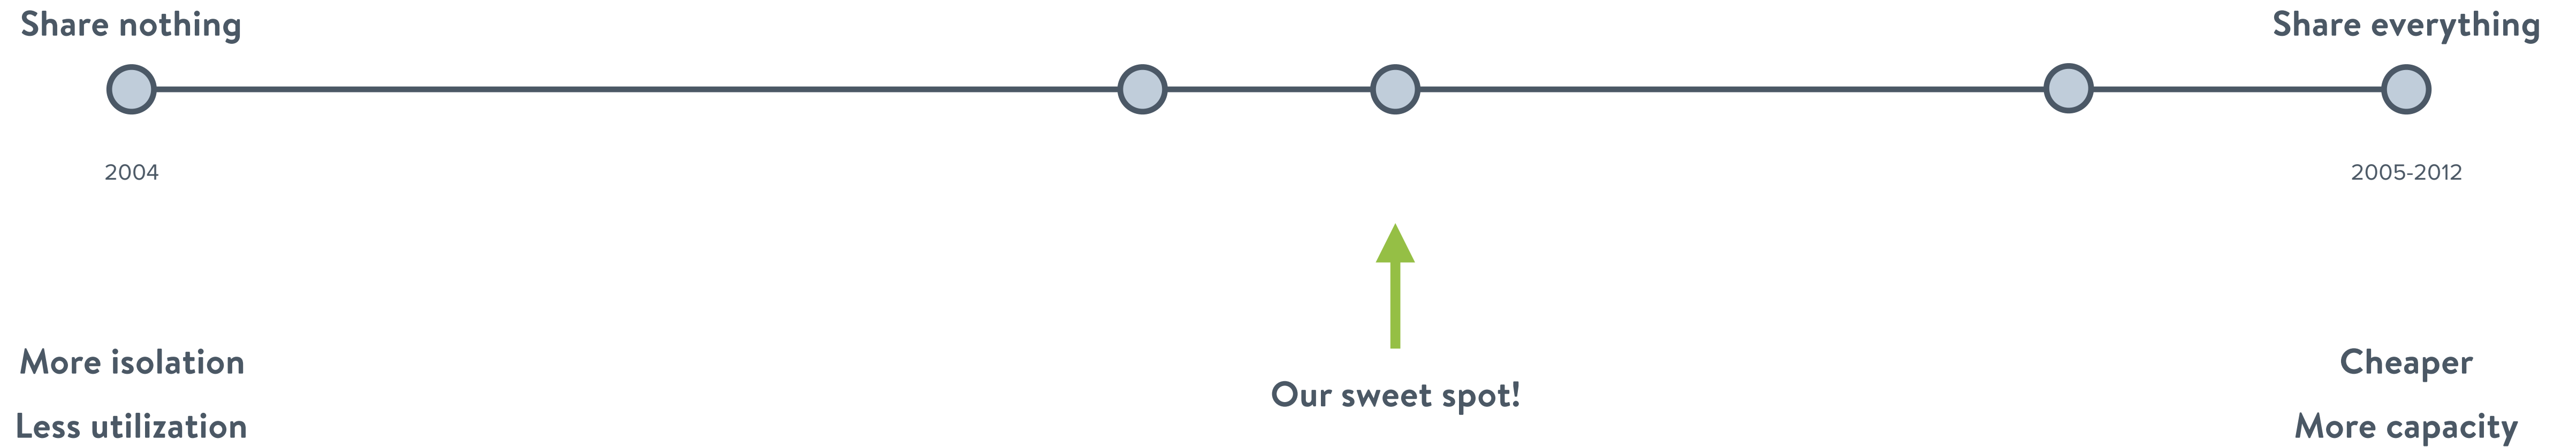 Share nothing
Share everything
2004
2005-2012
More isolation
Cheaper
Our sweet spot!
Less utilization
More capacity